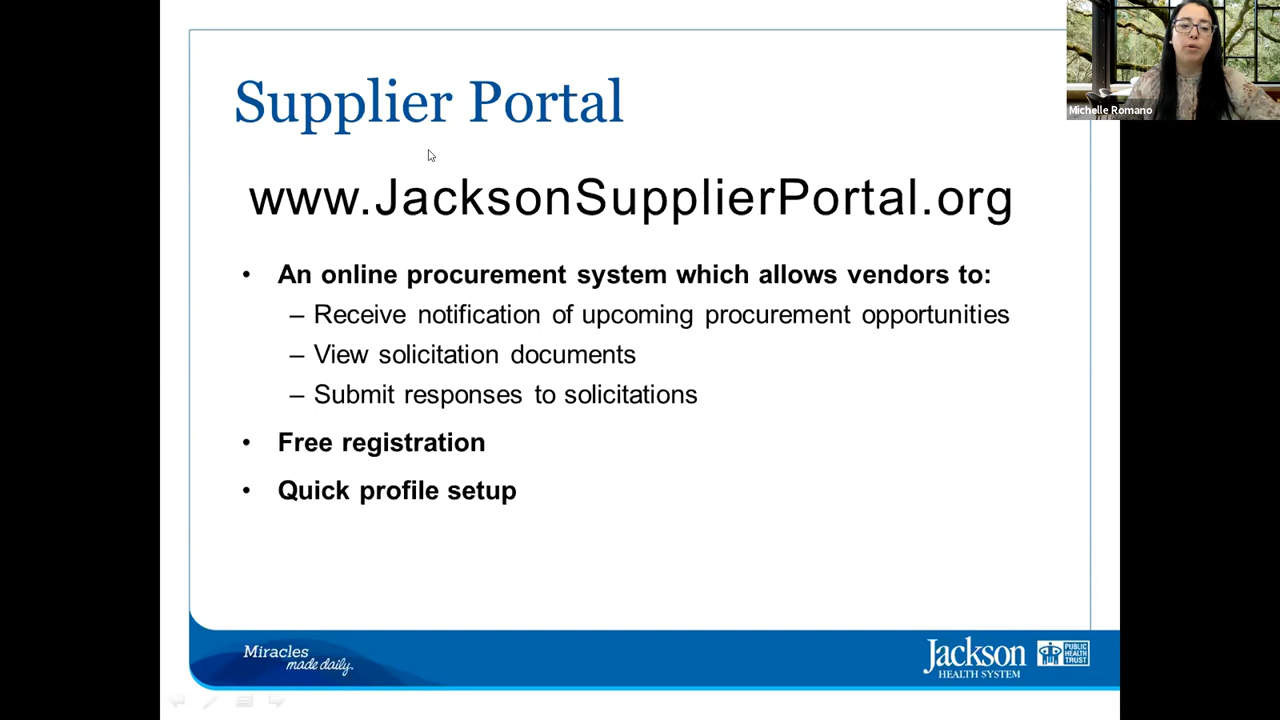 Supplier Portal
www.JacksonSupplierPortal.org
• An online procurement system which allows vendors to:
– Receive notification of upcoming procurement opportunities
– View solicitation documents
– Submit responses to solicitations
• Free registration
• Quick profile setup
Miracles
made daily.
Jackson
HEALTH SYSTEM
PUBLIC
HEALTH
TRUST
Michelle Romano